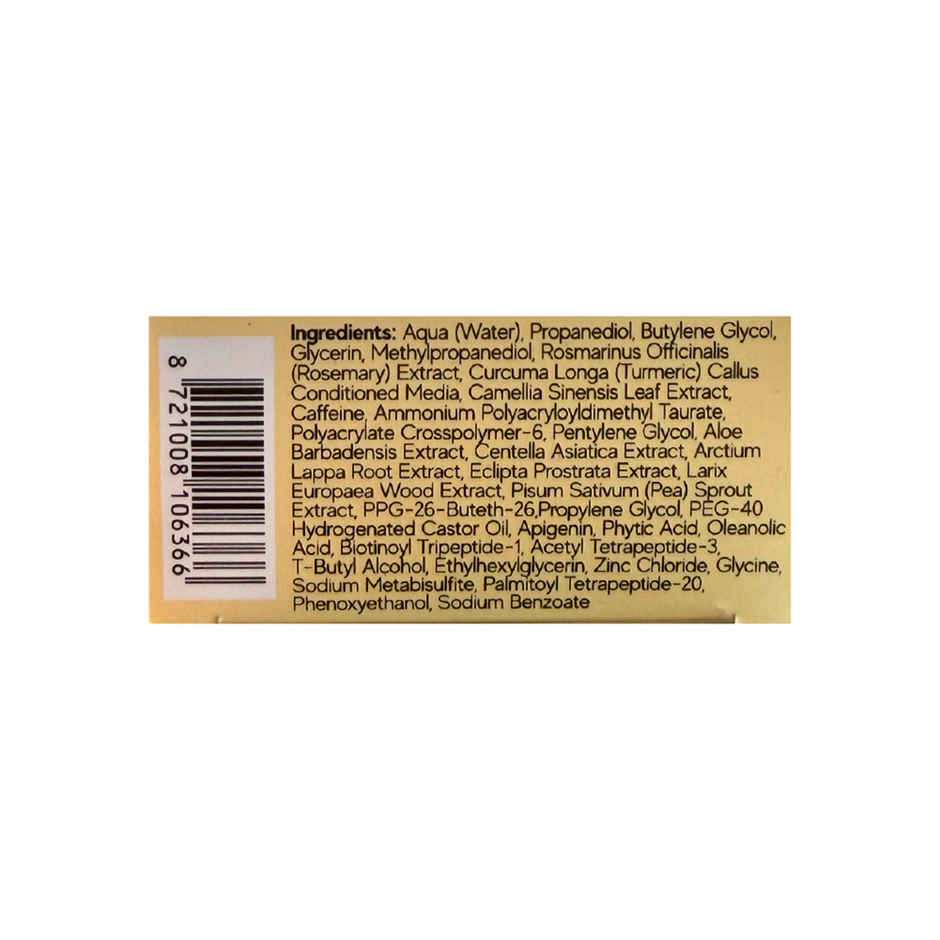 8 721008 106366
Ingredients: Aqua (Water), Propanediol, Butylene Glycol,
Glycerin, Methylpropanediol, Rosmarinus Officinalis
(Rosemary) Extract, Curcuma Longa (Turmeric) Callus
Conditioned Media, Camellia Sinensis Leaf Extract,
Caffeine, Ammonium Polyacryloyldimethyl Taurate,
Polyacrylate Crosspolymer-6, Pentylene Glycol, Aloe
Barbadensis Extract, Centella Asiatica Extract, Arctium
Lappa Root Extract, Eclipta Prostrata Extract, Larix
Europaea Wood Extract, Pisum Sativum (Pea) Sprout
Extract, PPG-26-Buteth-26,Propylene Glycol, PEG-40
Hydrogenated Castor Oil, Apigenin, Phytic Acid, Oleanolic
Acid, Biotinoyl Tripeptide-1, Acetyl Tetrapeptide-3,
T-Butyl Alcohol, Ethylhexylglycerin, Zinc Chloride, Glycine,
Sodium Metabisulfite, Palmitoyl Tetrapeptide-20,
Phenoxyethanol, Sodium Benzoate